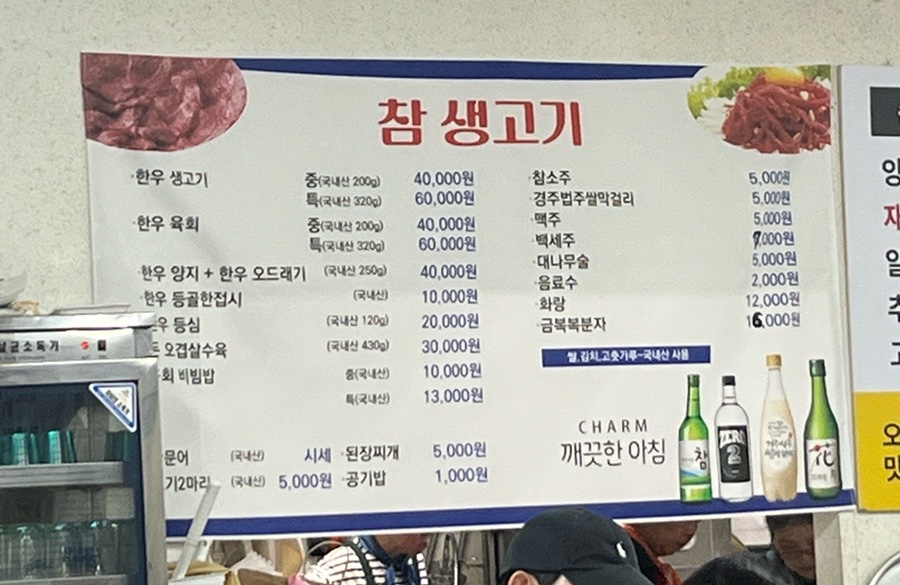 참 생고기
·한우 생고기 중(국내산 200g) 40,000원
특(국내산 320g) 60,000원
·한우 육회 중(국내산 200g) 40,000원
특(국내산 320g) 60,000원
·한우 양지 + 한우 오드래기 (국내산 250g) 40,000원
·한우 등골한접시 (국내산) 10,000원
등심 (국내산 120g) 20,000원
오겹살수육 (국내산 430g) 30,000원
회 비빔밥 중(국내산) 10,000원
특(국내산) 13,000원
문어 (국내산) 시세 ·된장찌개 5,000원
기2마리 (국내산) 5,000원 ·공기밥 1,000원
·참소주 5,000원
·경주법주쌀막걸리 5,000원
·맥주 5,000원
·백세주 7,000원
·대나무술 5,000원
·음료수 2,000원
·화랑 12,000원
·금복복분자 16,000원
쌀,김치,고춧가루-국내산 사용
CHARM
깨끗한 아침
참
ZERO
2
花
균소독기